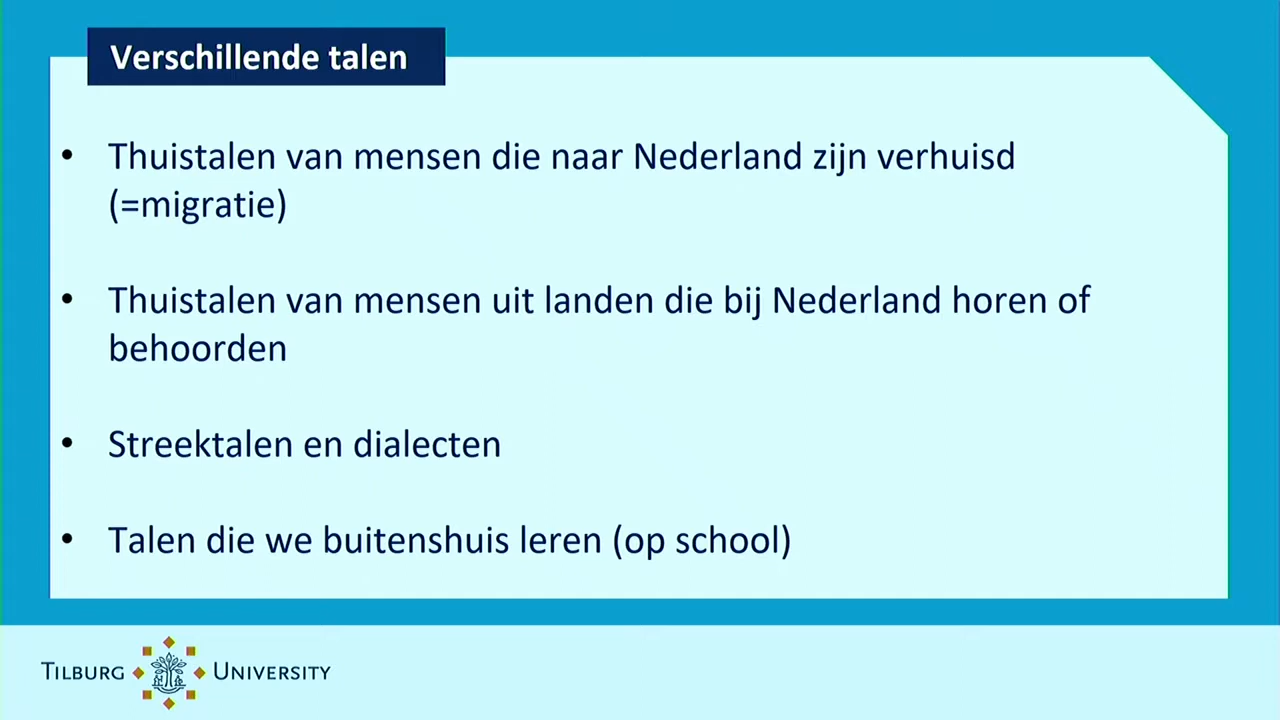 Verschillende talen
• Thuistalen van mensen die naar Nederland zijn verhuisd
(=migratie)
• Thuistalen van mensen uit landen die bij Nederland horen of
behoorden
• Streektalen en dialecten
• Talen die we buitenshuis leren (op school)
TILBURG UNIVERSITY